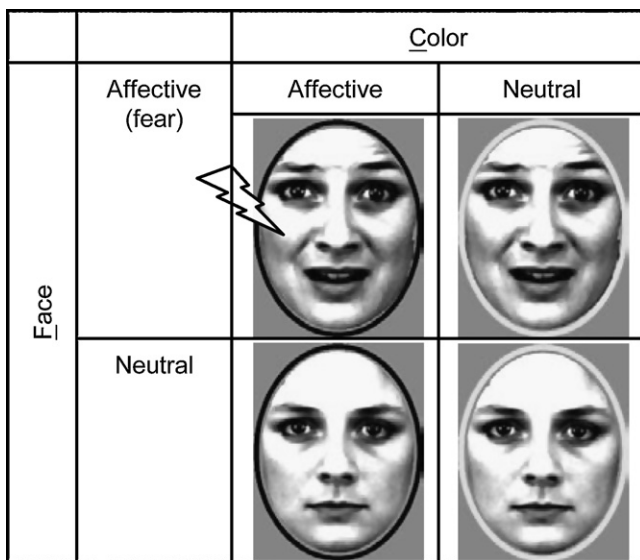 Color
Affective
(fear)
Affective
Neutral
Face
Neutral